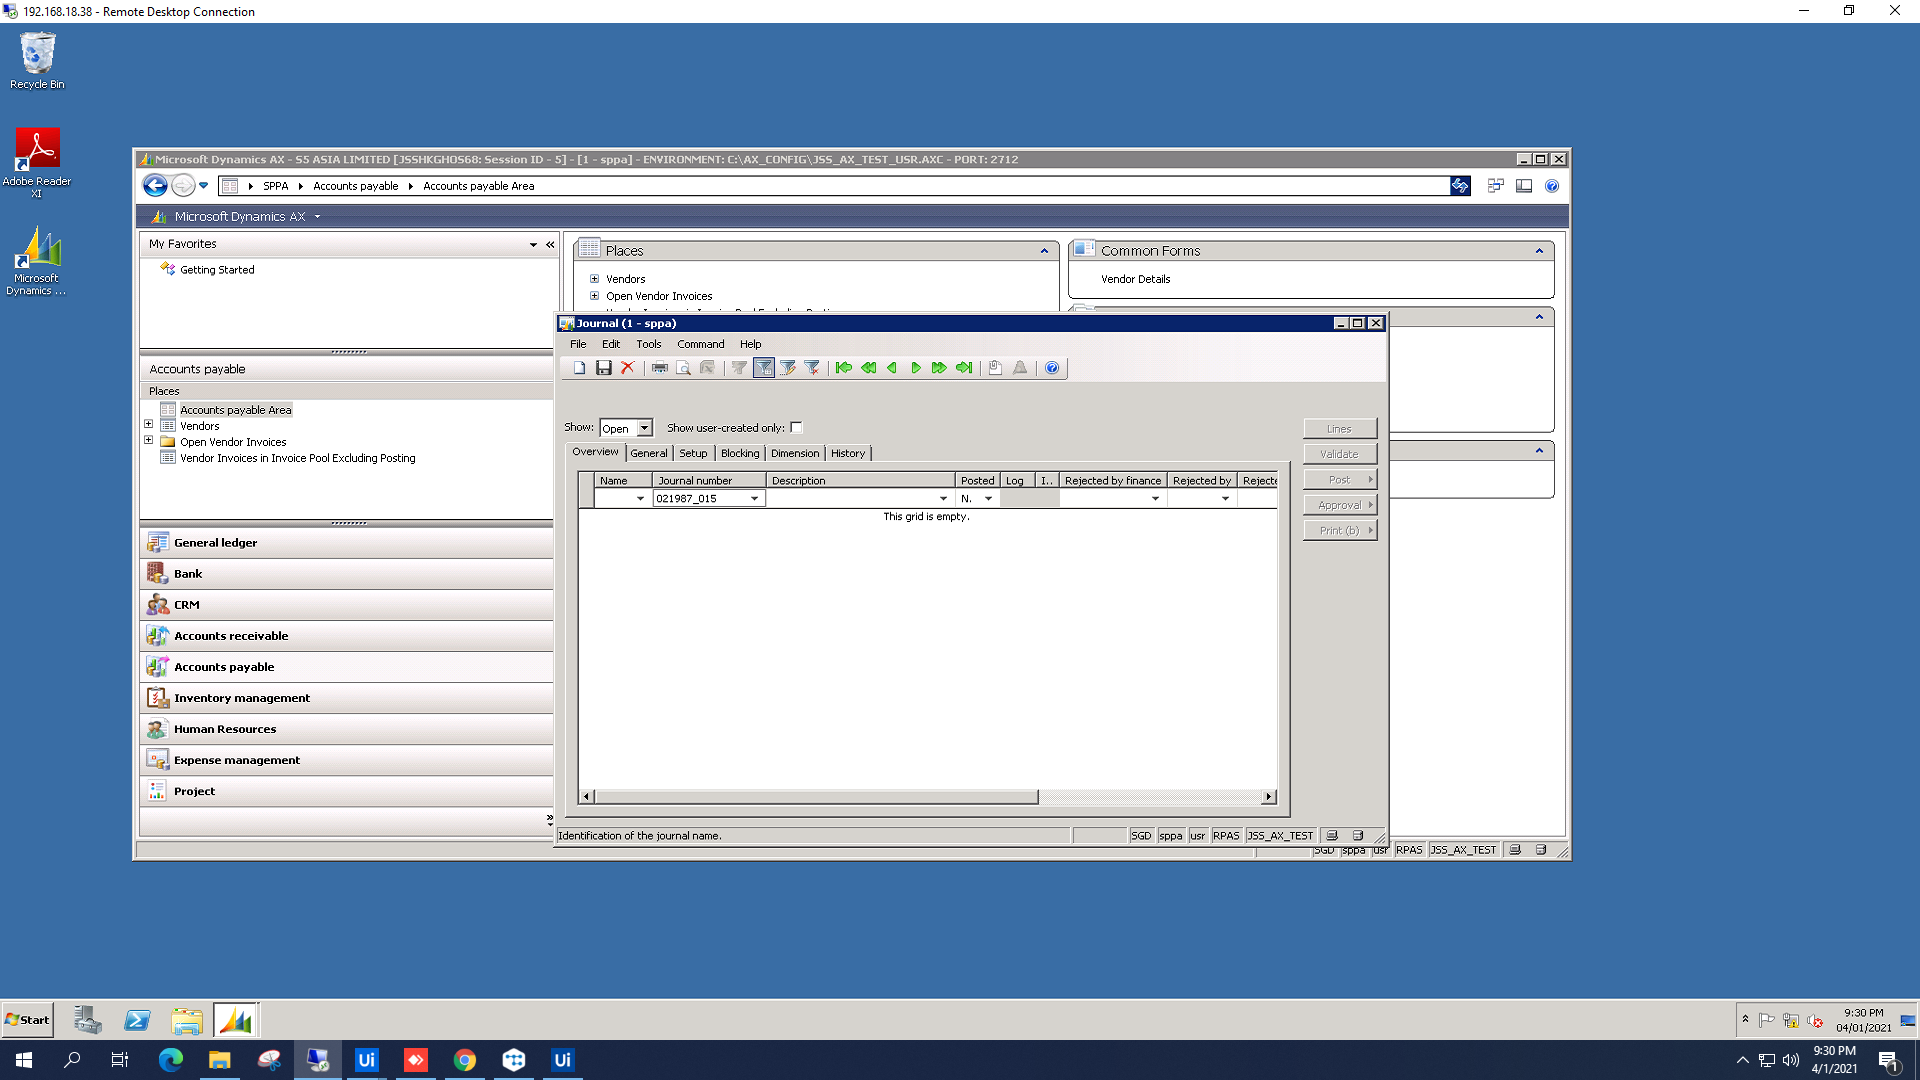 192.168.18.38 - Remote Desktop Connection
Recycle Bin
Adobe Reader
XI
Microsoft
Dynamics ...
Microsoft Dynamics AX - S5 ASIA LIMITED [JSSHKGHOS68: Session ID - 5] - [1 - sppa] - ENVIRONMENT: C:\AX_CONFIG\JSS_AX_TEST_USR.AXC - PORT: 2712
SPPA Accounts payable Accounts payable Area
Microsoft Dynamics AX
My Favorites
Getting Started
Accounts payable
Places
Accounts payable Area
Vendors
Open Vendor Invoices
Vendor Invoices in Invoice Pool Excluding Posting
General ledger
Bank
CRM
Accounts receivable
Accounts payable
Inventory management
Human Resources
Expense management
Project
Places
Vendors
Open Vendor Invoices
Common Forms
Vendor Details
Journal (1 - sppa)
File Edit Tools Command Help
Show: Open Show user-created only:
Overview General Setup Blocking Dimension History
Name Journal number Description Posted Log I.. Rejected by finance Rejected by Rejecte
021987_015 N.
This grid is empty.
Lines
Validate
Post
Approval
Print (b)
Identification of the journal name. SGD sppa usr RPAS JSS_AX_TEST
SGD sppa usr RPAS JSS_AX_TEST
Start
9:30 PM
04/01/2021
Ui
Ui
9:30 PM
4/1/2021
1